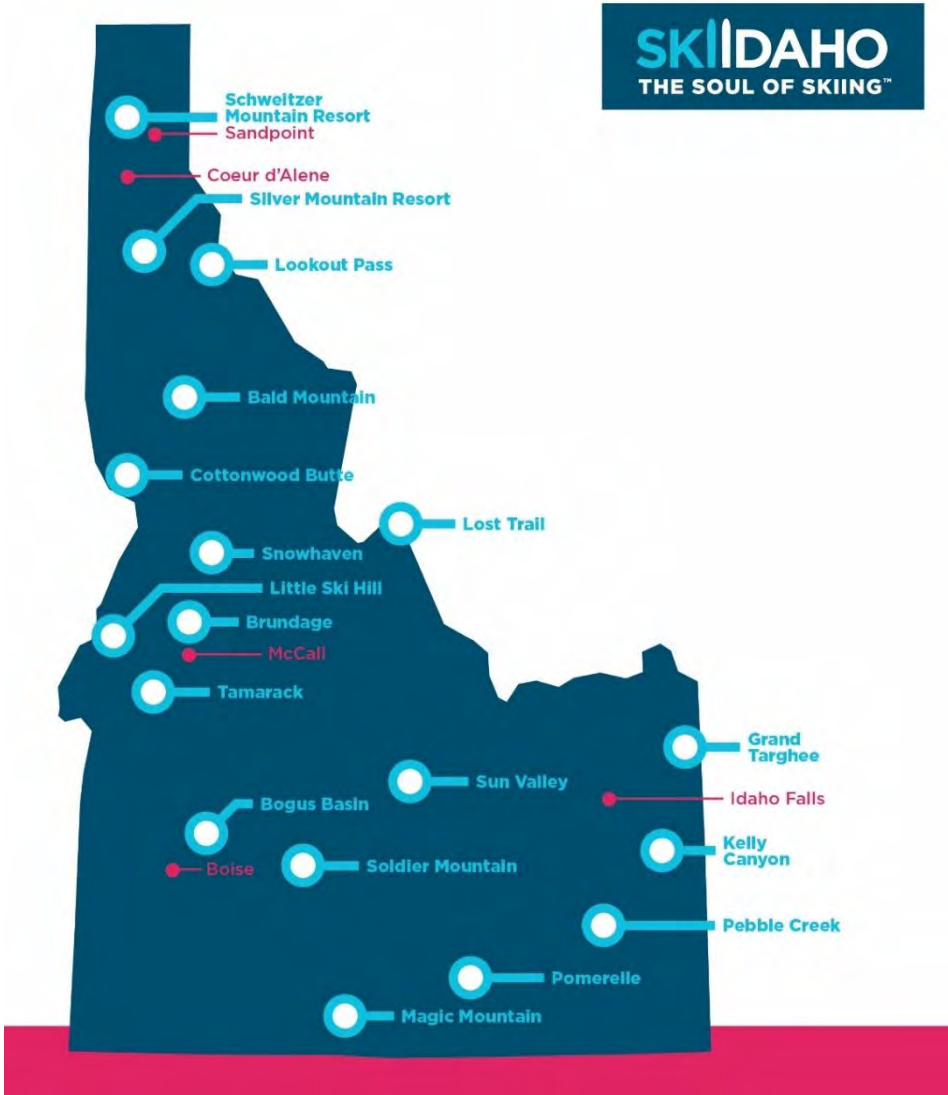 SKIIDAHO
THE SOUL OF SKIING™
Schweitzer
Mountain Resort
Sandpoint
Coeur d'Alene
Silver Mountain Resort
Lookout Pass
Bald Mountain
Cottonwood Butte
Lost Trail
Snowhaven
Little Ski Hill
Brundage
McCall
Tamarack
Grand
Targhee
Sun Valley
Idaho Falls
Bogus Basin
Kelly
Canyon
Boise
Soldier Mountain
Pebble Creek
Pomerelle
Magic Mountain